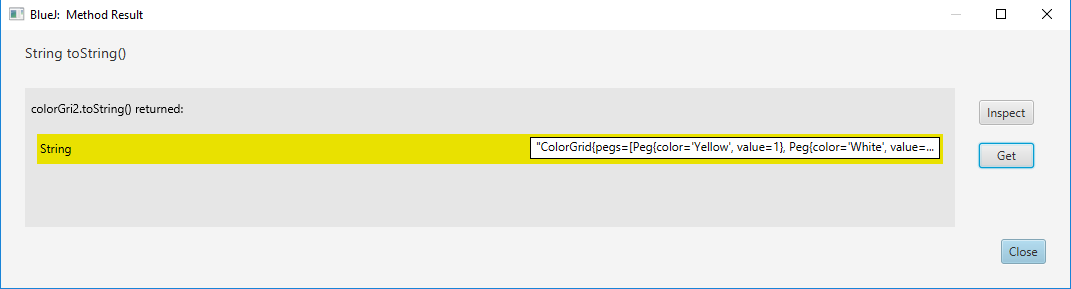 BlueJ: Method Result
String toString()
colorGri2.toString() returned:
Inspect
String "ColorGrid{pegs=[Peg{color='Yellow', value=1}, Peg{color='White', value=...
Get
Close